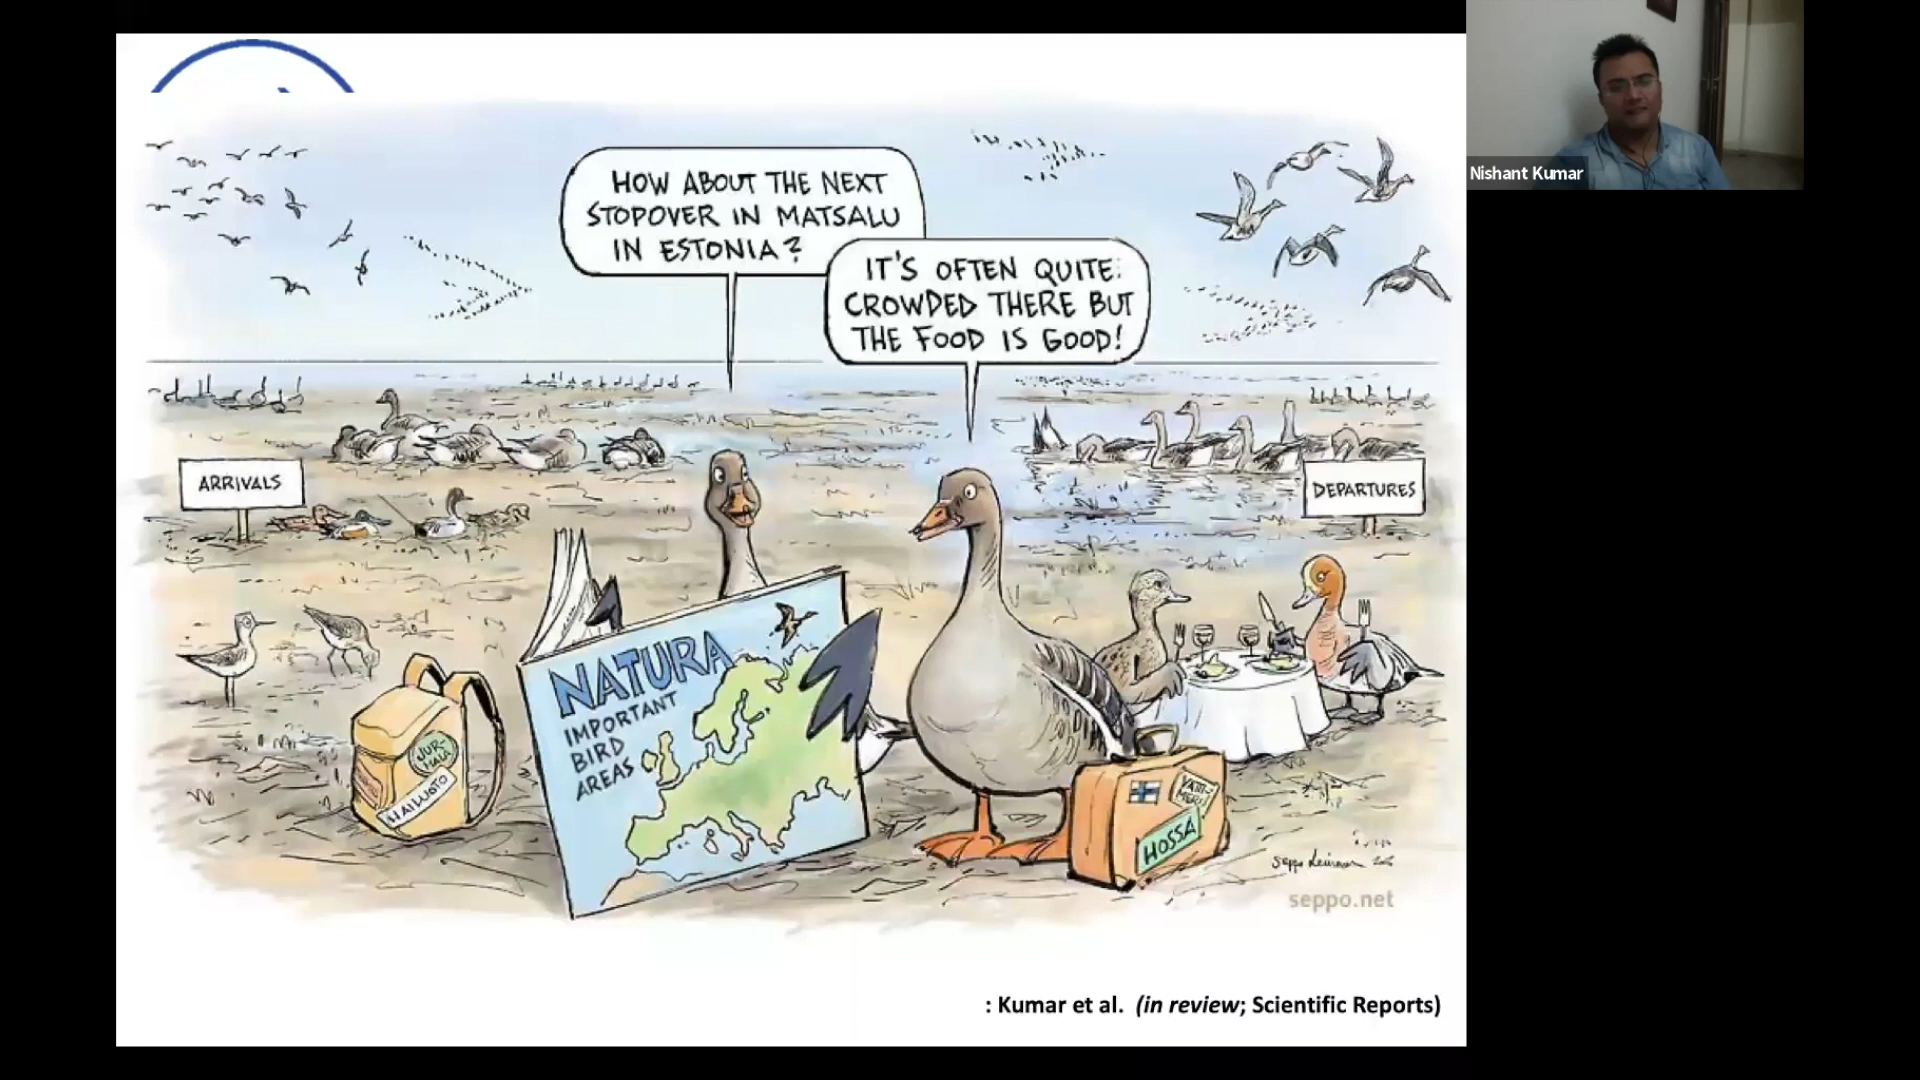 HOW ABOUT THE NEXT
STOPOVER IN MATSALU
IN ESTONIA?
IT'S OFTEN QUITE
CROWDED THERE BUT
THE FOOD IS GOOD!
Nishant Kumar
ARRIVALS
DEPARTURES
NATURA
IMPORTANT
BIRD
AREAS
JUR-
MALA
HAILUOTO
HOSSA
seppo.net
: Kumar et al. (in review; Scientific Reports)